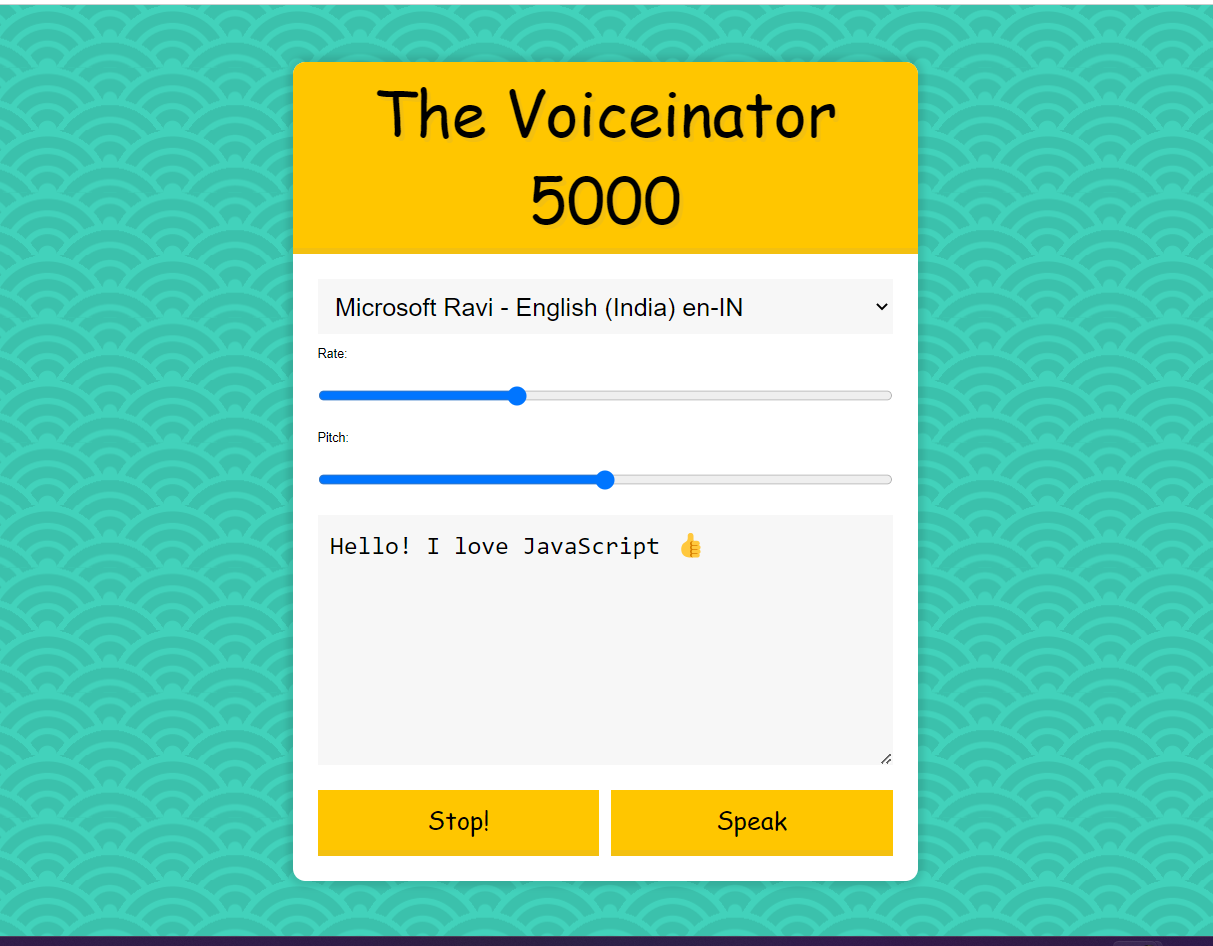 The Voiceinator
5000
Microsoft Ravi - English (India) en-IN
Rate:
Pitch:
Hello! I love JavaScript 👍
Stop!
Speak